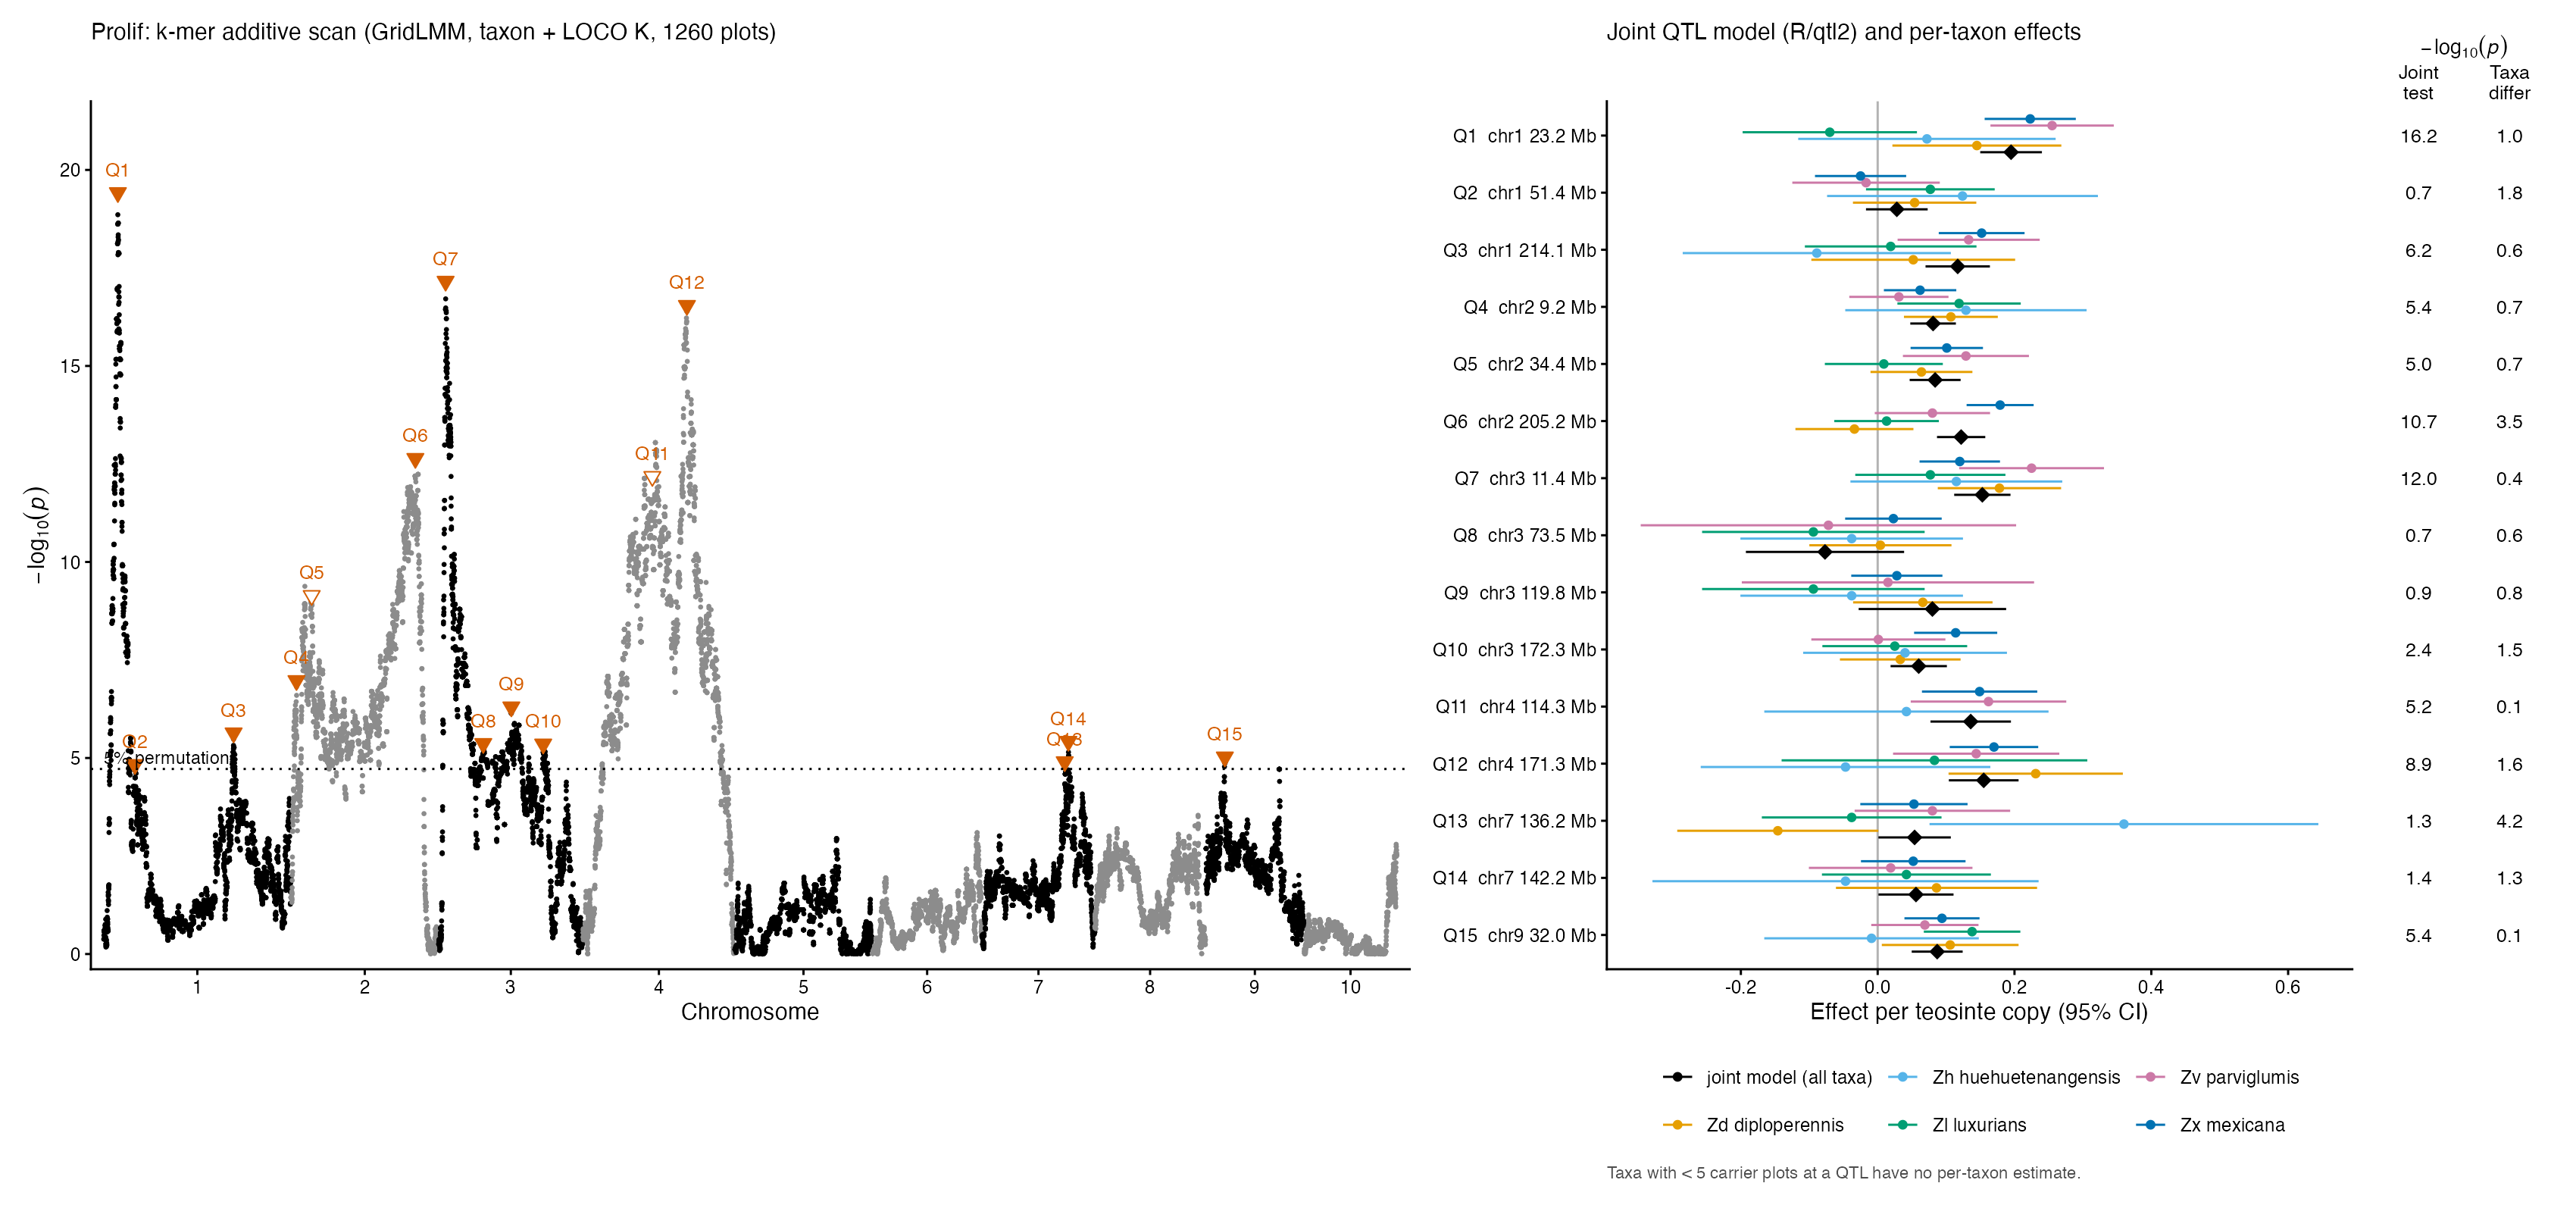 Prolif: k-mer additive scan (GridLMM, taxon + LOCO K, 1260 plots)
−log10(p)
20
15
10
5
0
Q1
Q7
Q12
Q6
Q11
Q5
Q4
Q9
Q3
Q8
Q10
Q14
Q13
Q15
Q2
5% permutation
1
2
3
4
5
6
7
8
9
10
Chromosome
Joint QTL model (R/qtl2) and per-taxon effects
−log10(p)
Joint test
Taxa differ
Q1 chr1 23.2 Mb 16.2 1.0
Q2 chr1 51.4 Mb 0.7 1.8
Q3 chr1 214.1 Mb 6.2 0.6
Q4 chr2 9.2 Mb 5.4 0.7
Q5 chr2 34.4 Mb 5.0 0.7
Q6 chr2 205.2 Mb 10.7 3.5
Q7 chr3 11.4 Mb 12.0 0.4
Q8 chr3 73.5 Mb 0.7 0.6
Q9 chr3 119.8 Mb 0.9 0.8
Q10 chr3 172.3 Mb 2.4 1.5
Q11 chr4 114.3 Mb 5.2 0.1
Q12 chr4 171.3 Mb 8.9 1.6
Q13 chr7 136.2 Mb 1.3 4.2
Q14 chr7 142.2 Mb 1.4 1.3
Q15 chr9 32.0 Mb 5.4 0.1
-0.2 0.0 0.2 0.4 0.6
Effect per teosinte copy (95% CI)
joint model (all taxa) Zh huehuetenangensis Zv parviglumis
Zd diploperennis Zl luxurians Zx mexicana
Taxa with < 5 carrier plots at a QTL have no per-taxon estimate.